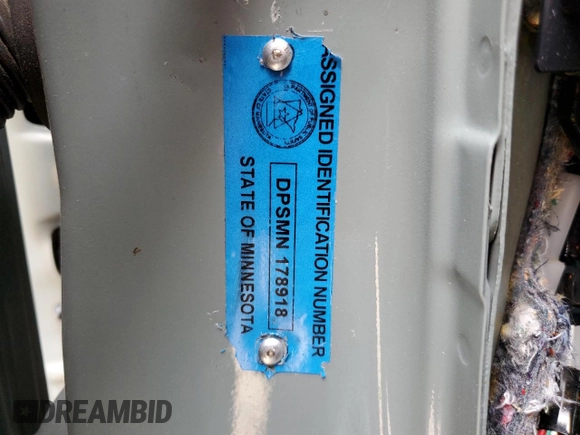 ASSIGNED IDENTIFICATION NUMBER
DPSMN 178918
STATE OF MINNESOTA
DREAMBID